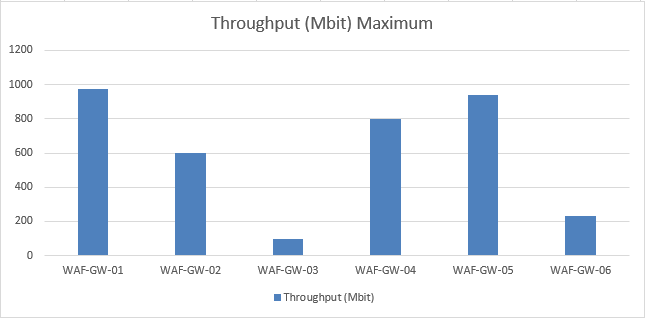 Throughput (Mbit) Maximum
1200
1000
800
600
400
200
0
WAF-GW-01 WAF-GW-02 WAF-GW-03 WAF-GW-04 WAF-GW-05 WAF-GW-06
Throughput (Mbit)